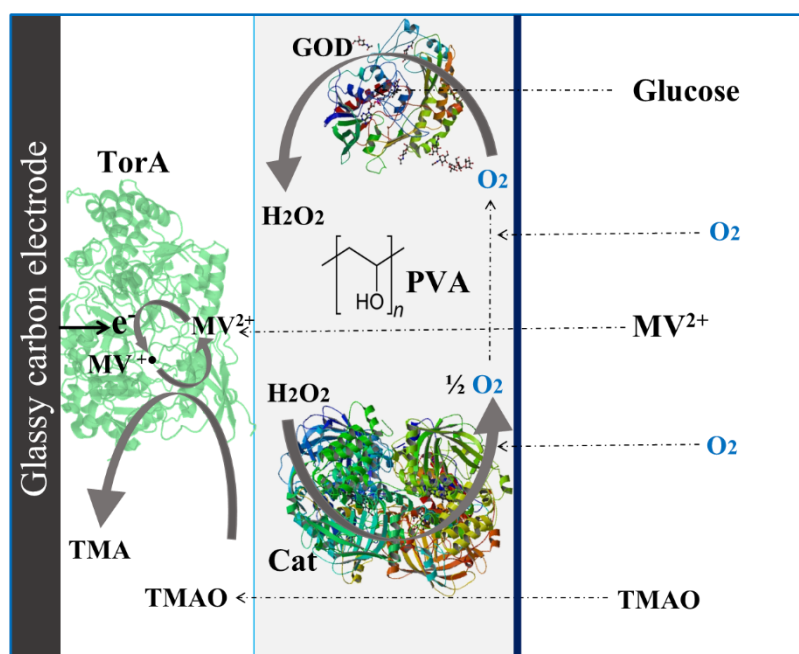 Glassy carbon electrode
TorA
e⁻
MV²⁺
MV⁺•
TMA
TMAO
GOD
H₂O₂
O₂
HO
n
PVA
H₂O₂
½ O₂
Cat
Glucose
O₂
MV²⁺
O₂
TMAO